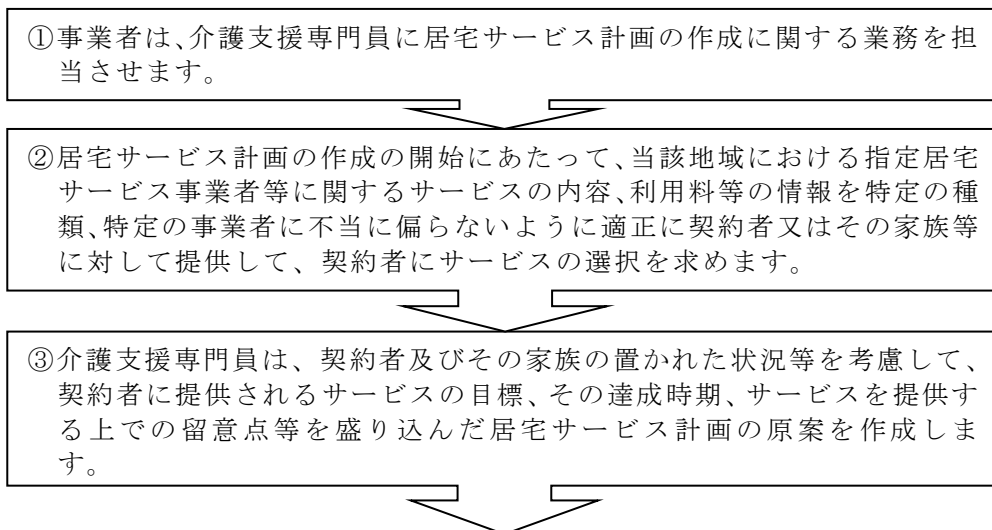 ①事業者は、介護支援専門員に居宅サービス計画の作成に関する業務を担
当させます。
②居宅サービス計画の作成の開始にあたって、当該地域における指定居宅
サービス事業者等に関するサービスの内容、利用料等の情報を特定の種
類、特定の事業者に不当に偏らないように適正に契約者又はその家族等
に対して提供して、契約者にサービスの選択を求めます。
③介護支援専門員は、契約者及びその家族の置かれた状況等を考慮して、
契約者に提供されるサービスの目標、その達成時期、サービスを提供す
る上での留意点等を盛り込んだ居宅サービス計画の原案を作成しま
す。